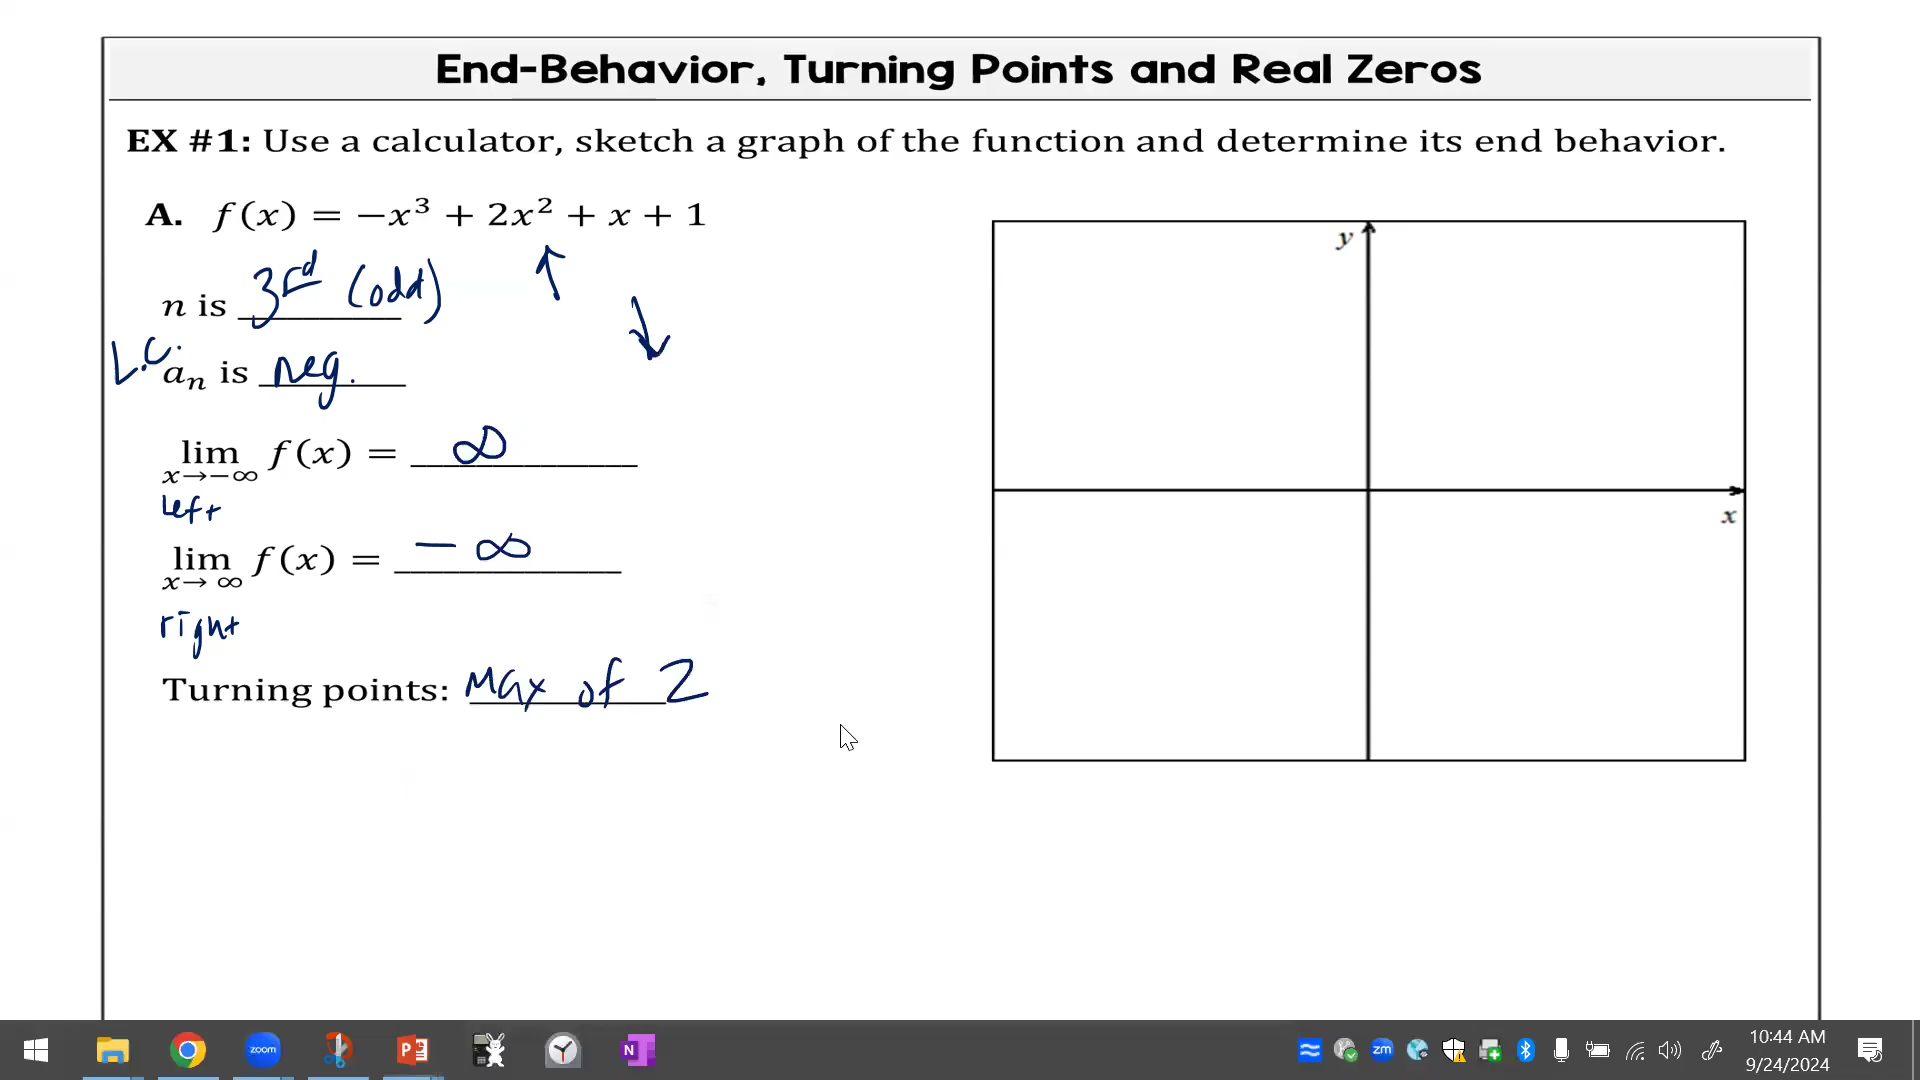 End-Behavior, Turning Points and Real Zeros
EX #1: Use a calculator, sketch a graph of the function and determine its end behavior.
A. f(x) = −x³ + 2x² + x + 1
n is 3rd (odd)
L.C. aₙ is neg.
lim x→−∞ f(x) = ∞
left
lim x→ ∞ f(x) = − ∞
right
Turning points: Max of 2
y
x
zoom
P
N
zm
10:44 AM
9/24/2024